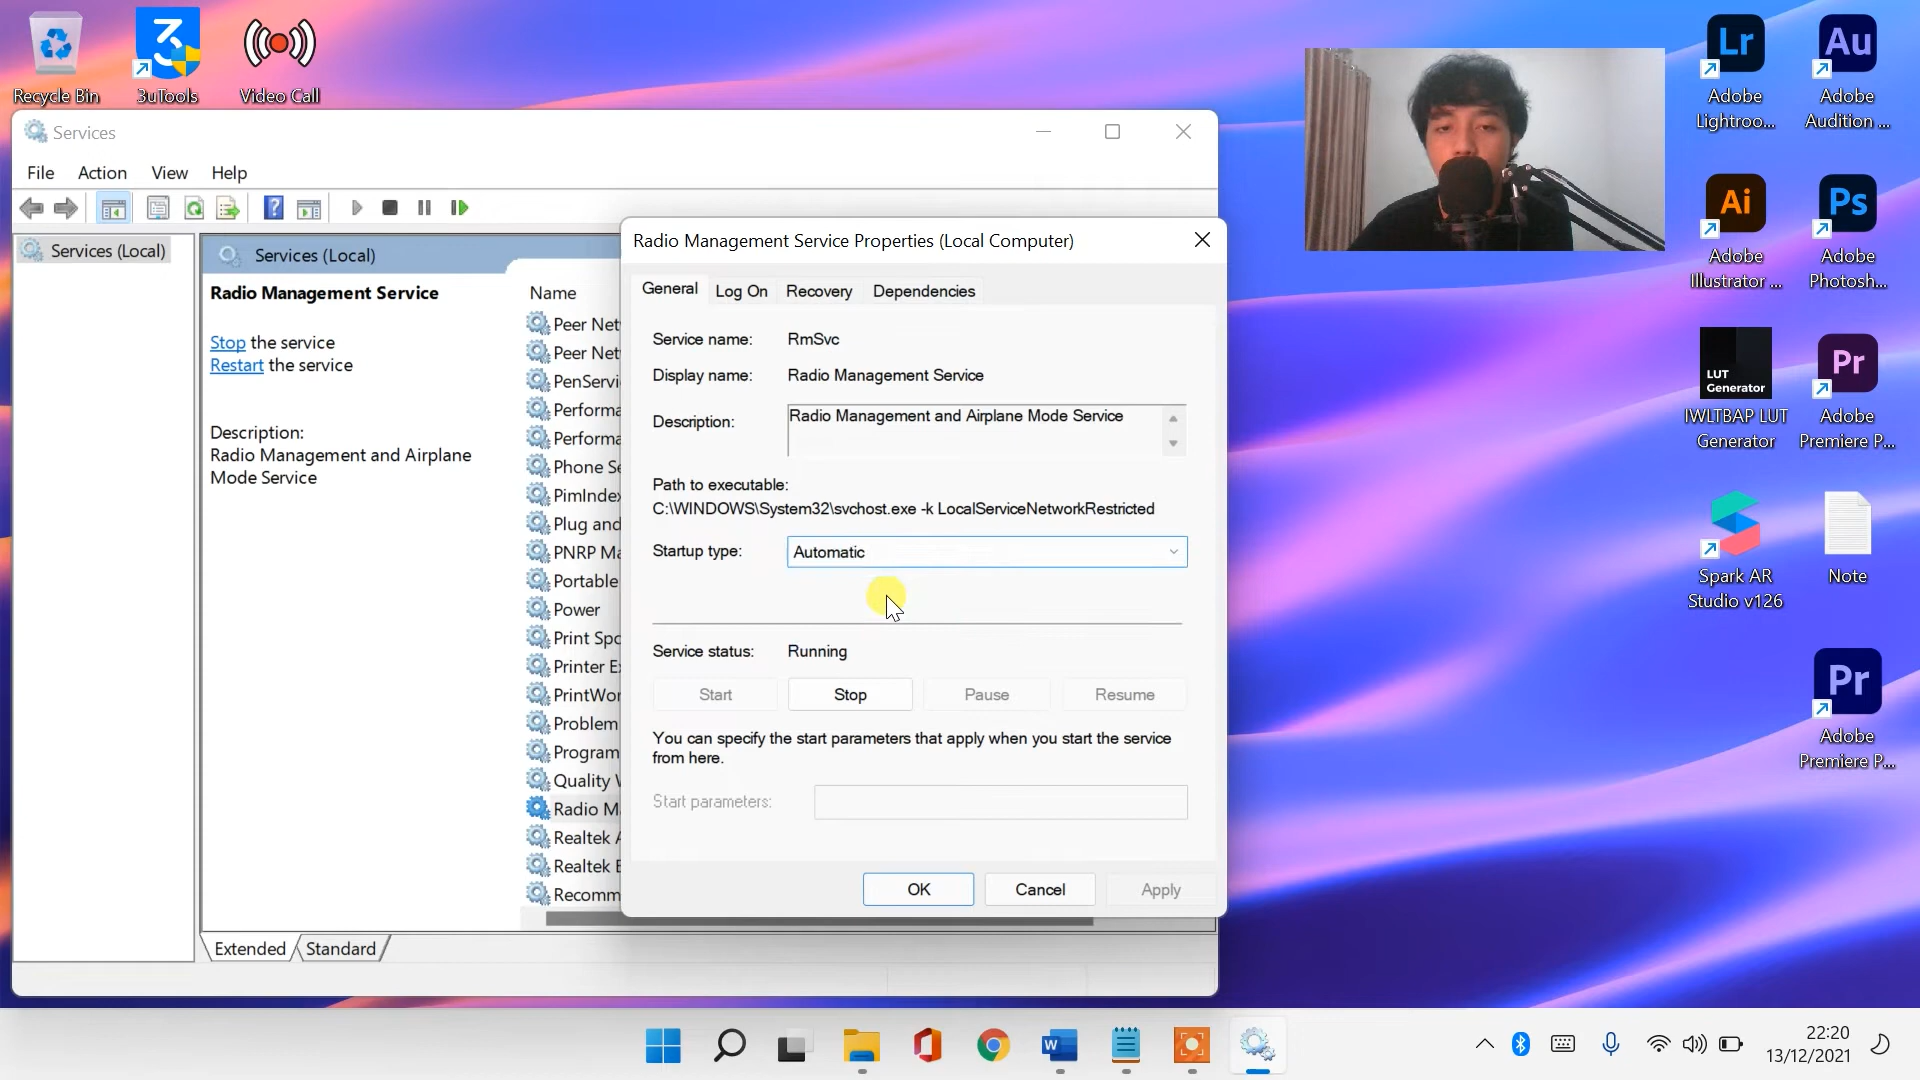 Recycle Bin
3uTools
Video Call
Lr
Adobe
Lightroo...
Au
Adobe
Audition ...
Ai
Adobe
Illustrator ...
Ps
Adobe
Photosh...
LUT
Generator
IWLTBAP LUT
Generator
Pr
Adobe
Premiere P...
Spark AR
Studio v126
Note
Pr
Adobe
Premiere P...
Services
File
Action
View
Help
Services (Local)
Services (Local)
Radio Management Service
Stop the service
Restart the service
Description:
Radio Management and Airplane
Mode Service
Name
Peer Net
Peer Net
PenServi
Performa
Performa
Phone Se
PimIndex
Plug and
PNRP Ma
Portable
Power
Print Spo
Printer E
PrintWor
Problem
Program
Quality W
Radio M
Realtek A
Realtek E
Recomm
Extended
Standard
Radio Management Service Properties (Local Computer)
General
Log On
Recovery
Dependencies
Service name:
RmSvc
Display name:
Radio Management Service
Description:
Radio Management and Airplane Mode Service
Path to executable:
C:\WINDOWS\System32\svchost.exe -k LocalServiceNetworkRestricted
Startup type:
Automatic
Service status:
Running
Start
Stop
Pause
Resume
You can specify the start parameters that apply when you start the service
from here.
Start parameters:
OK
Cancel
Apply
22:20
13/12/2021